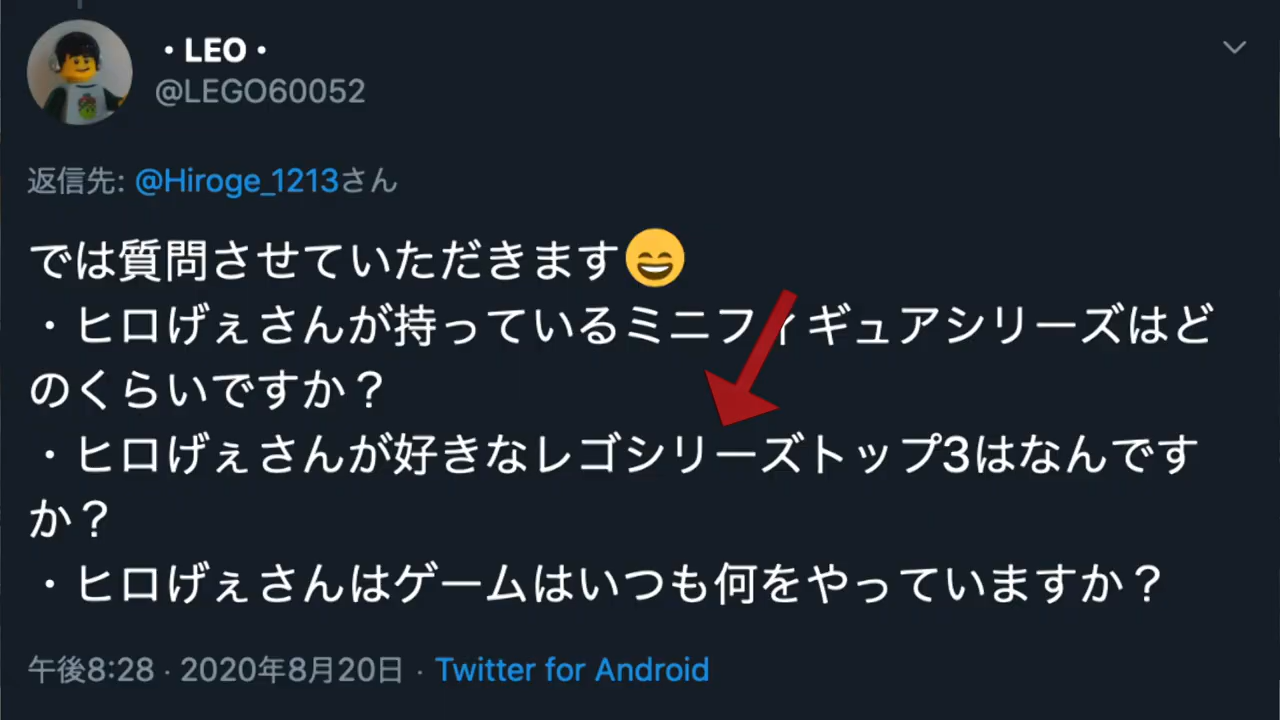 ・LEO・
@LEGO60052
返信先: @Hiroge_1213さん
では質問させていただきます😄
・ヒロげぇさんが持っているミニフィギュアシリーズはど
のくらいですか？
・ヒロげぇさんが好きなレゴシリーズトップ3はなんです
か？
・ヒロげぇさんはゲームはいつも何をやっていますか？
午後8:28 · 2020年8月20日 · Twitter for Android